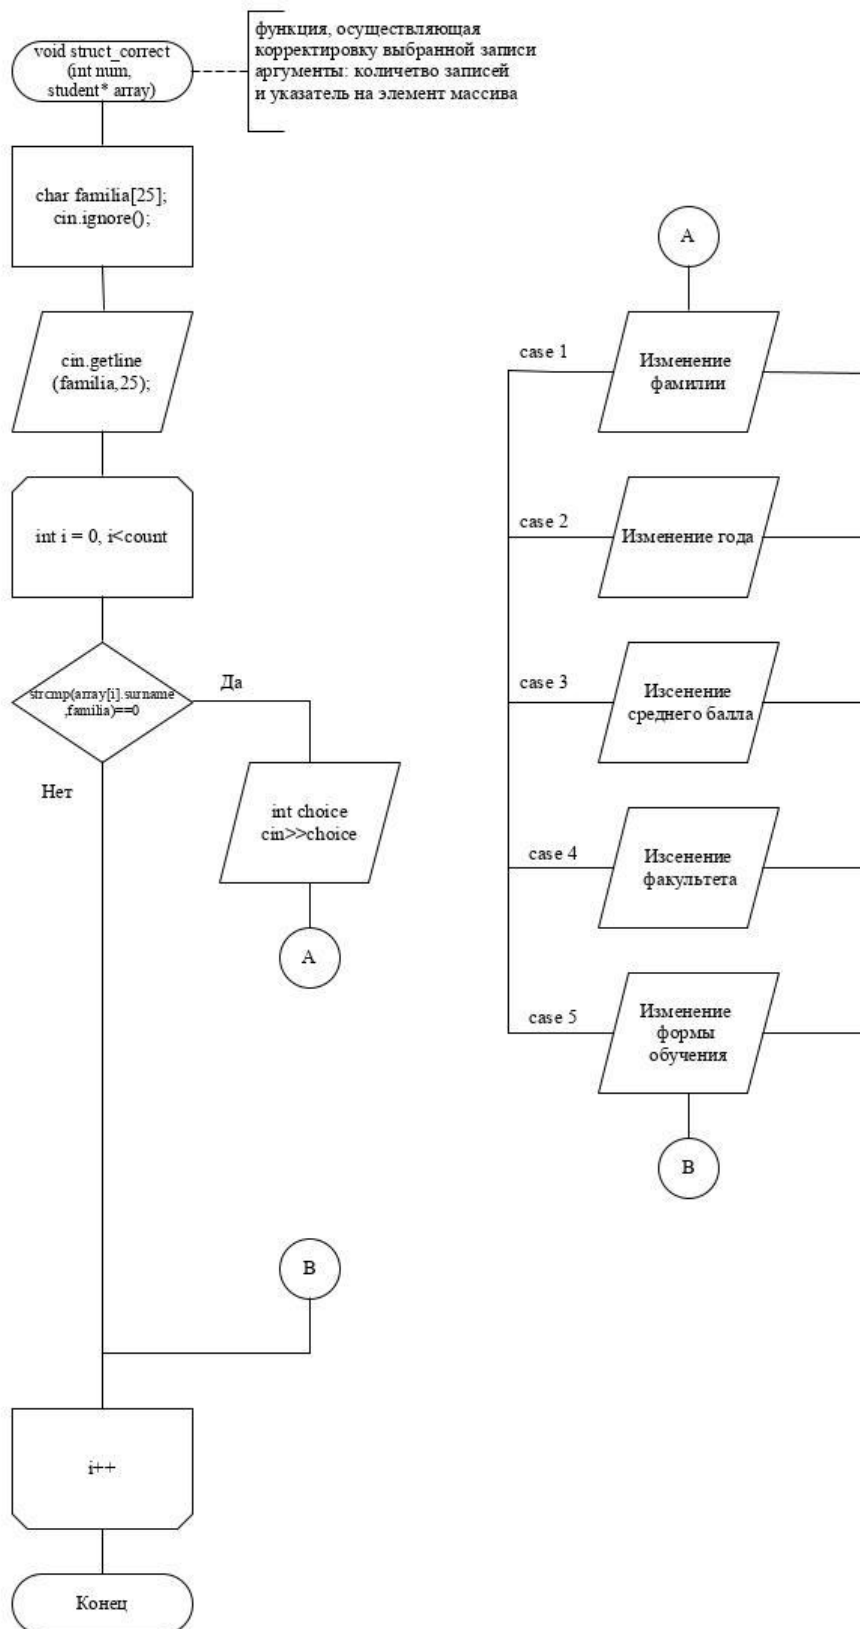 void struct_correct
(int num,
student* array)
функция, осуществляющая
корректировку выбранной записи
аргументы: количетво записей
и указатель на элемент массива
char familia[25];
cin.ignore();
cin.getline
(familia,25);
int i = 0, i<count
strcmp(array[i].surname
,familia)==0
Да
Нет
int choice
cin>>choice
A
B
i++
Конец
A
case 1
Изменение
фамилии
case 2
Изменение года
case 3
Изсенение
среднего балла
case 4
Изсенение
факультета
case 5
Изменение
формы
обучения
B